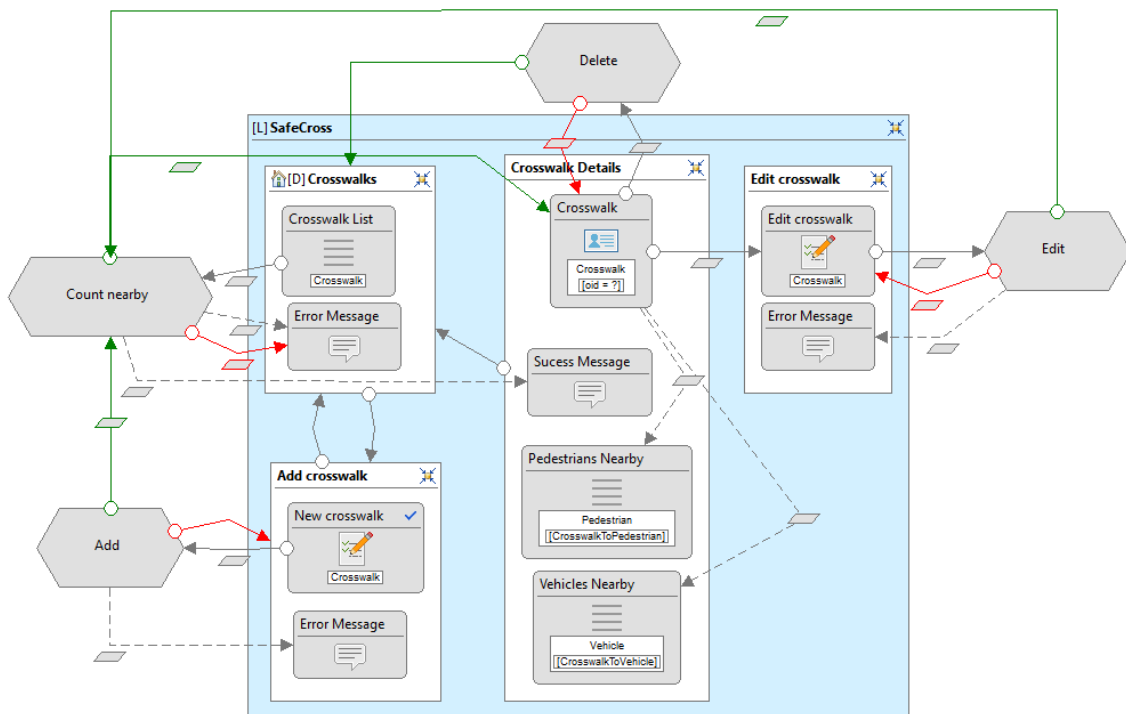 Delete
[L] SafeCross
[D] Crosswalks
Crosswalk List
Crosswalk
Error Message
Crosswalk Details
Crosswalk
Crosswalk
[oid = ?]
Sucess Message
Pedestrians Nearby
Pedestrian
[CrosswalkToPedestrian]
Vehicles Nearby
Vehicle
[CrosswalkToVehicle]
Edit crosswalk
Edit crosswalk
Crosswalk
Error Message
Edit
Count nearby
Add crosswalk
New crosswalk
Crosswalk
Error Message
Add